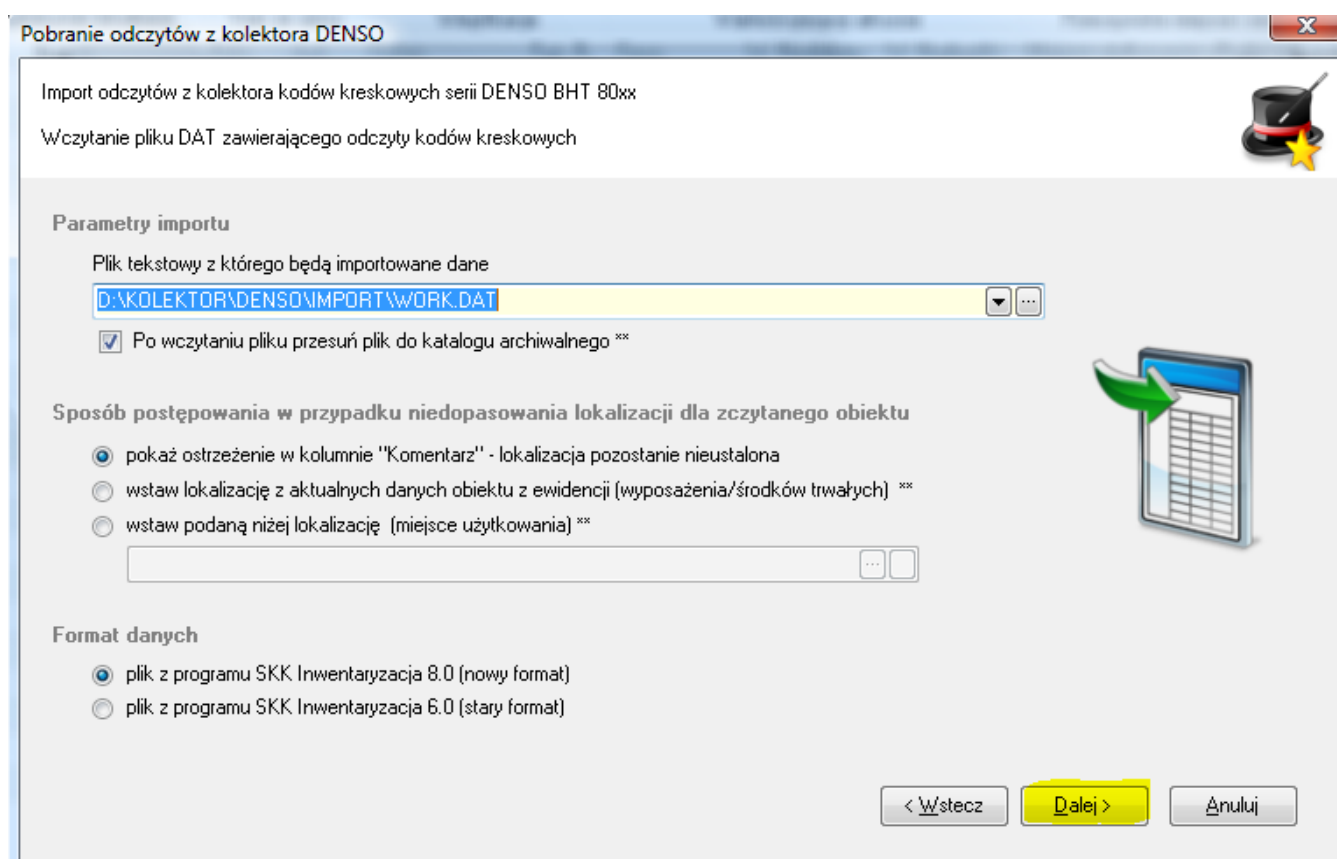 Pobranie odczytów z kolektora DENSO
Import odczytów z kolektora kodów kreskowych serii DENSO BHT 80xx
Wczytanie pliku DAT zawierającego odczyty kodów kreskowych
Parametry importu
Plik tekstowy z którego będą importowane dane
D:\KOLEKTOR\DENSO\IMPORT\WORK.DAT
Po wczytaniu pliku przesuń plik do katalogu archiwalnego **
Sposób postępowania w przypadku niedopasowania lokalizacji dla zczytanego obiektu
pokaż ostrzeżenie w kolumnie "Komentarz" - lokalizacja pozostanie nieustalona
wstaw lokalizację z aktualnych danych obiektu z ewidencji (wyposażenia/środków trwałych) **
wstaw podaną niżej lokalizację (miejsce użytkowania) **
Format danych
plik z programu SKK Inwentaryzacja 8.0 (nowy format)
plik z programu SKK Inwentaryzacja 6.0 (stary format)
< Wstecz Dalej > Anuluj